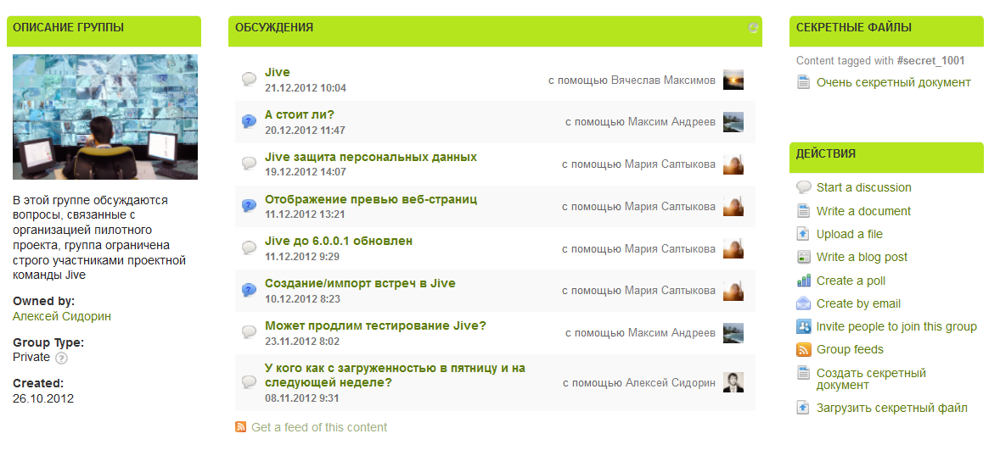 ОПИСАНИЕ ГРУППЫ
В этой группе обсуждаются
вопросы, связанные с
организацией пилотного
проекта, группа ограничена
строго участниками проектной
команды Jive
Owned by:
Алексей Сидорин
Group Type:
Private ?
Created:
26.10.2012
ОБСУЖДЕНИЯ
Jive
21.12.2012 10:04
с помощью Вячеслав Максимов
? А стоит ли?
20.12.2012 11:47
с помощью Максим Андреев
Jive защита персональных данных
19.12.2012 14:07
с помощью Мария Салтыкова
? Отображение превью веб-страниц
11.12.2012 13:21
с помощью Мария Салтыкова
Jive до 6.0.0.1 обновлен
11.12.2012 9:29
с помощью Мария Салтыкова
? Создание/импорт встреч в Jive
10.12.2012 8:23
с помощью Мария Салтыкова
Может продлим тестирование Jive?
23.11.2012 8:02
с помощью Максим Андреев
У кого как с загруженностью в пятницу и на
следующей неделе?
08.11.2012 9:31
с помощью Алексей Сидорин
Get a feed of this content
СЕКРЕТНЫЕ ФАЙЛЫ
Content tagged with #secret_1001
Очень секретный документ
ДЕЙСТВИЯ
Start a discussion
Write a document
Upload a file
Write a blog post
Create a poll
Create by email
Invite people to join this group
Group feeds
Создать секретный
документ
Загрузить секретный файл